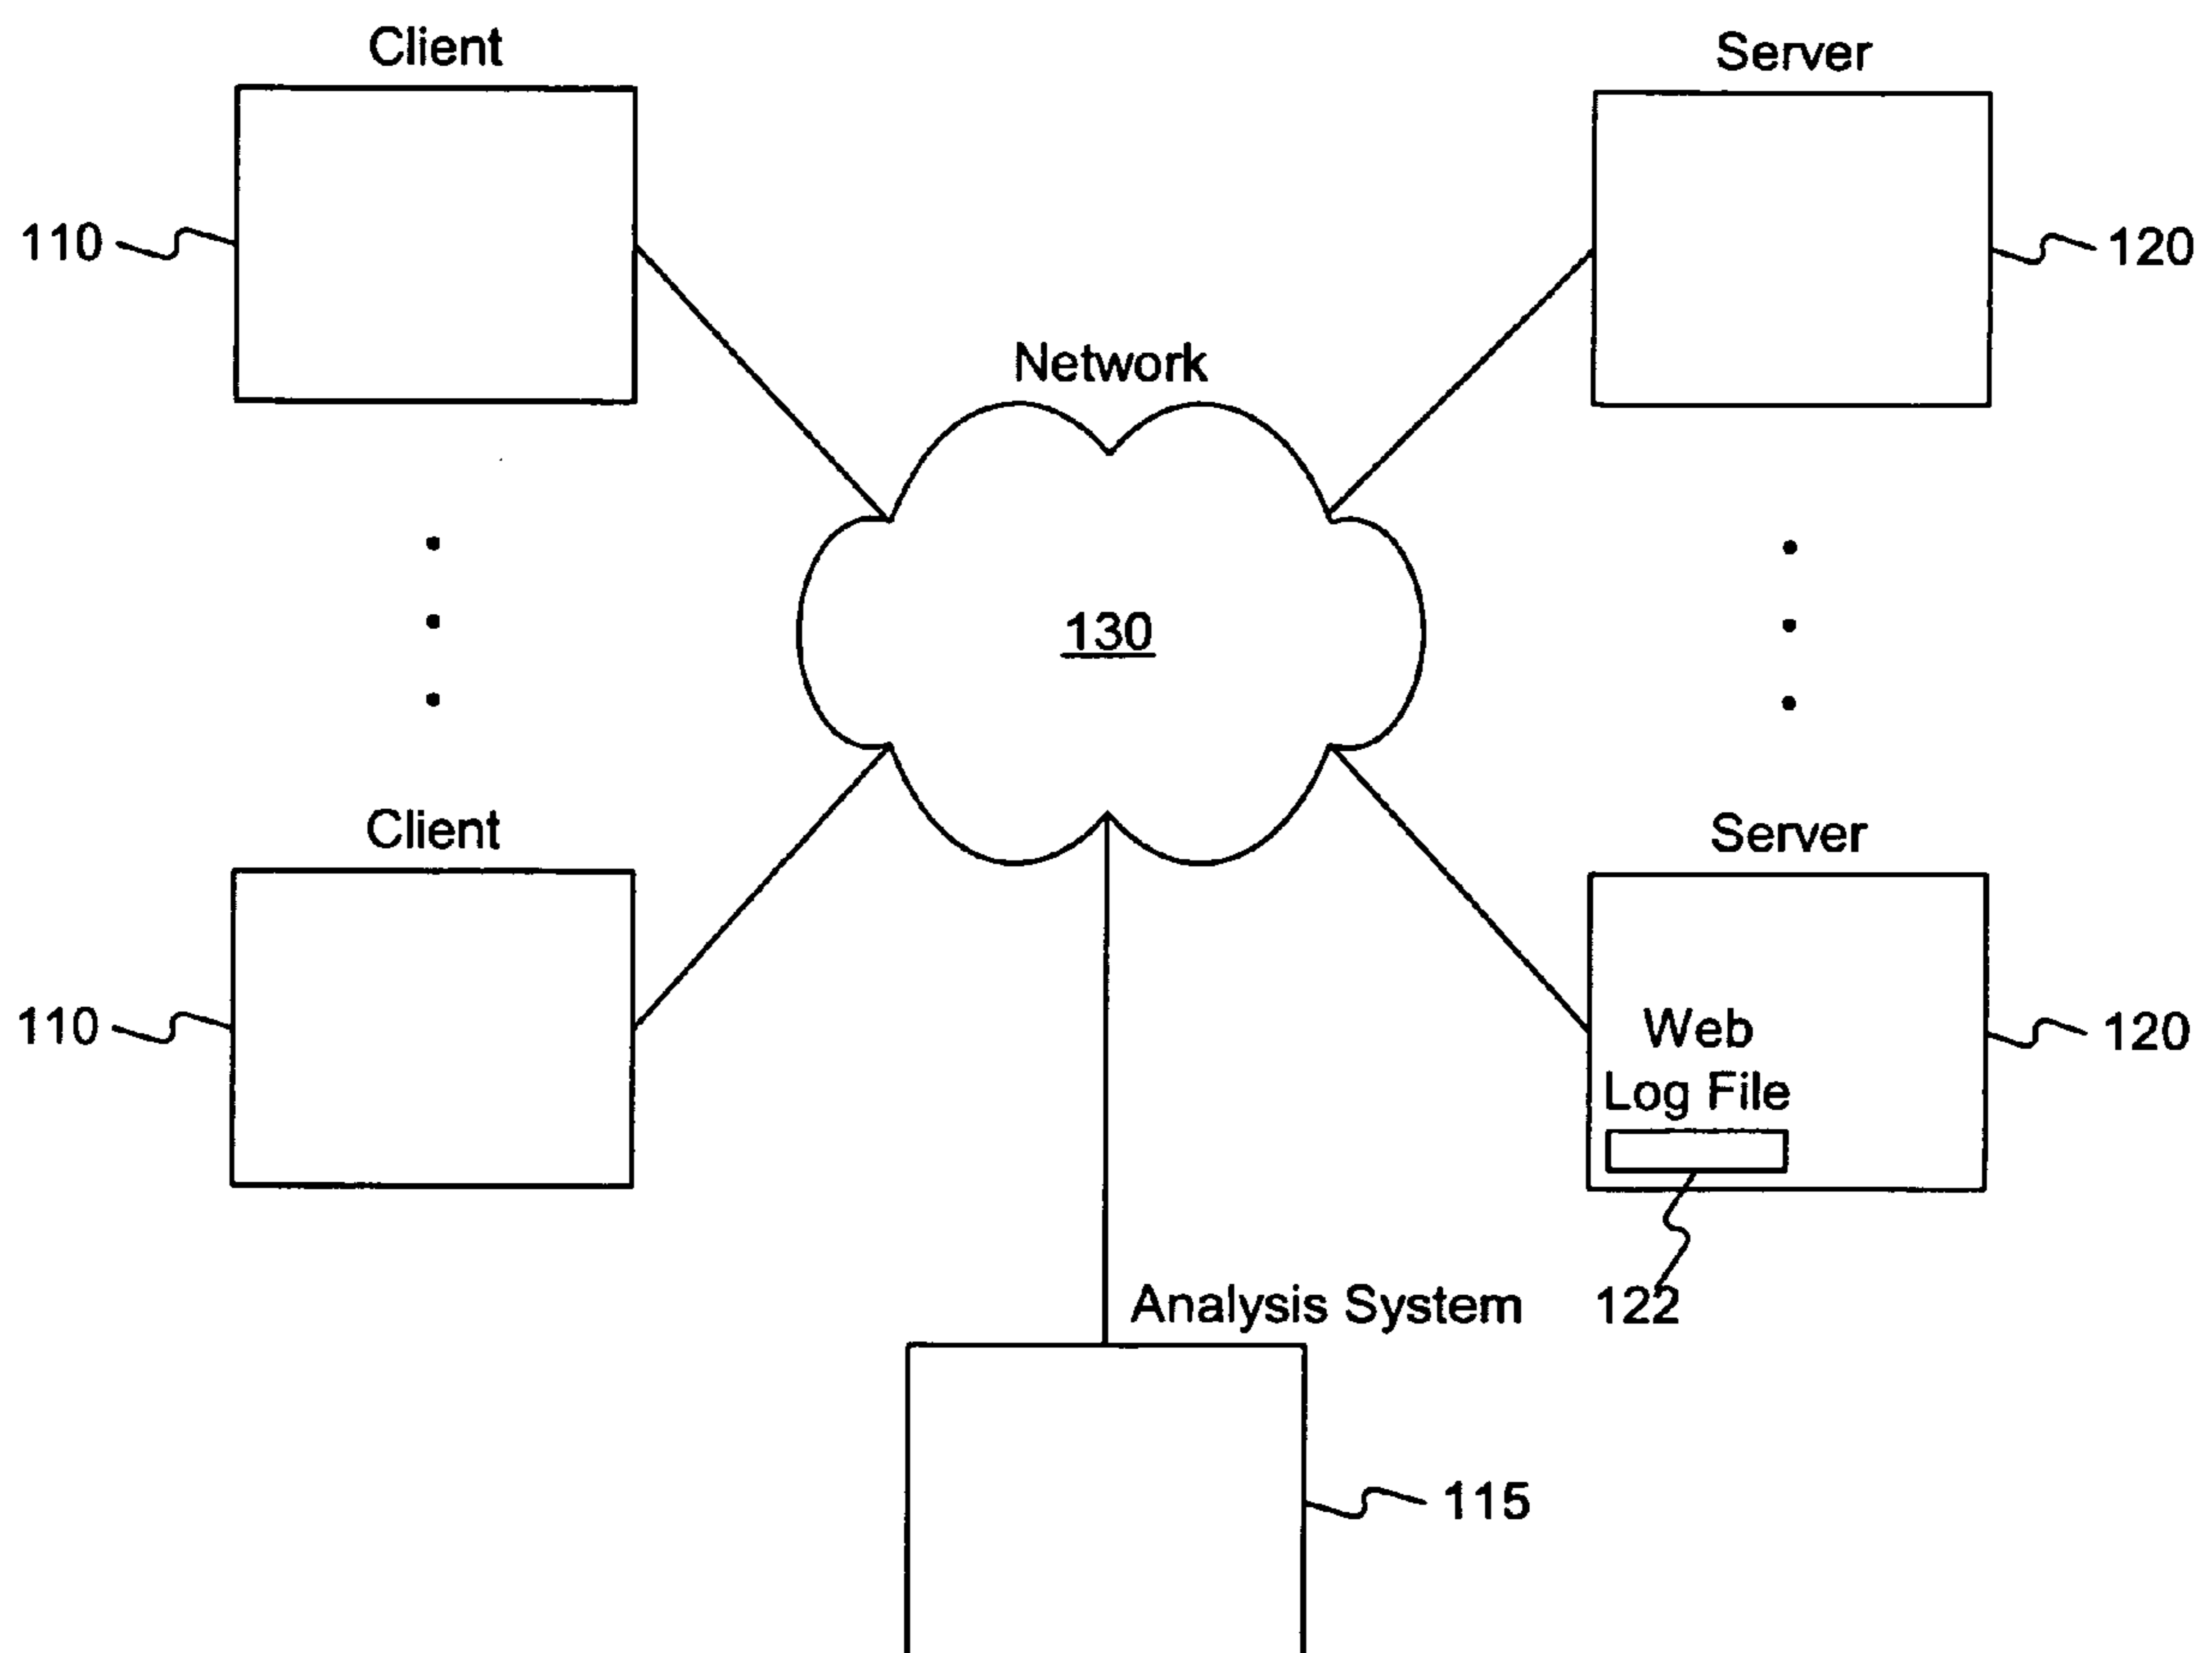 Client
Server
110
120
Network
130
Client
Server
110
Web
Log File
120
122
Analysis System
115